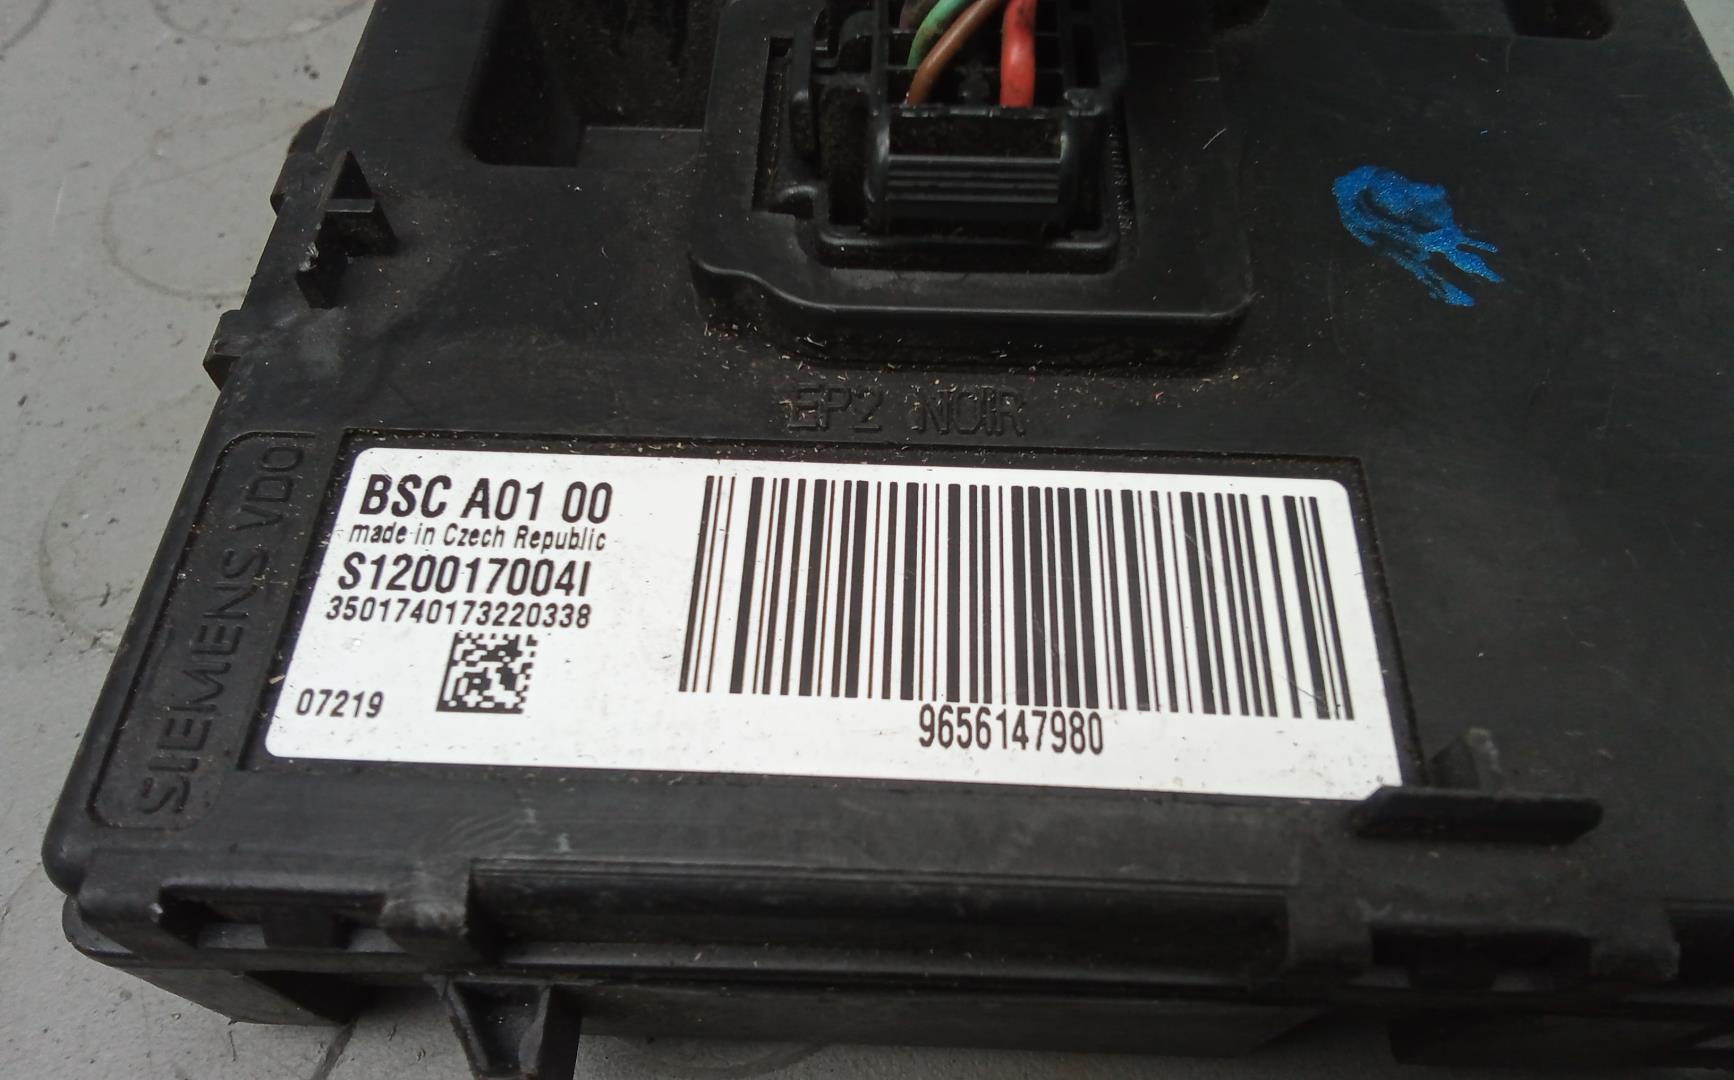 EP2 NOIR
SIEMENS VDO
BSC A01 00
made in Czech Republic
S120017004I
3501740173220338
07219
9656147980